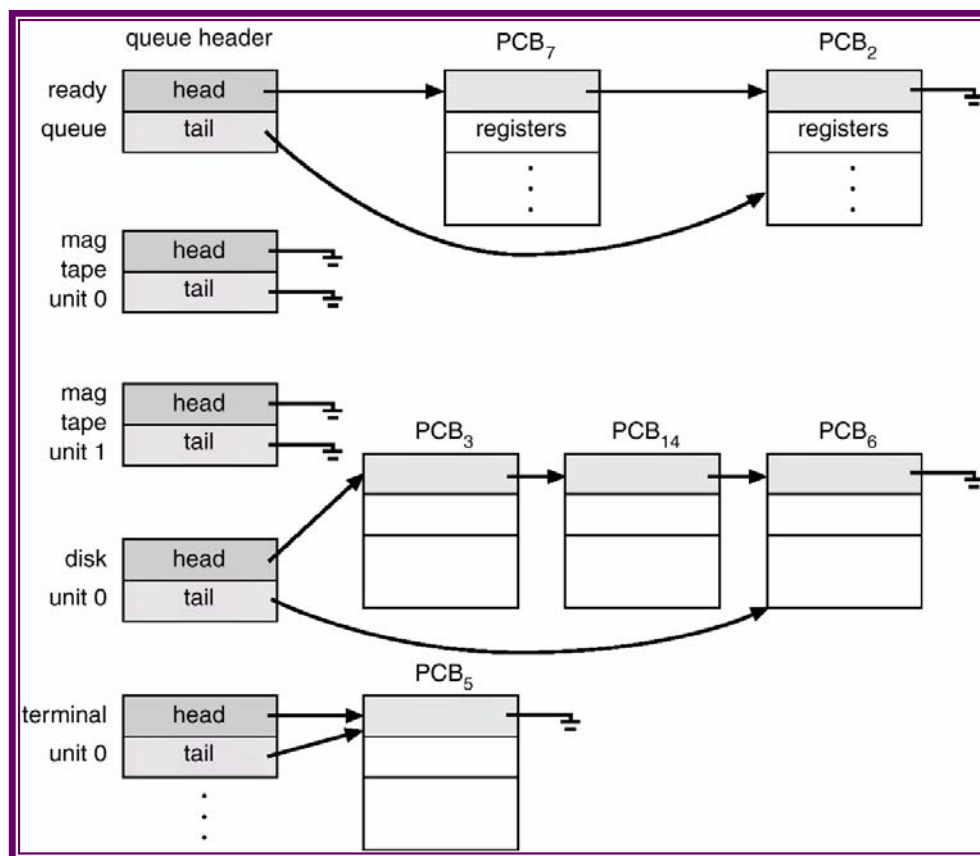 queue header
PCB7
PCB2
ready
queue
head
tail
registers
registers
mag
tape
unit 0
head
tail
mag
tape
unit 1
head
tail
PCB3
PCB14
PCB6
disk
unit 0
head
tail
PCB5
terminal
unit 0
head
tail